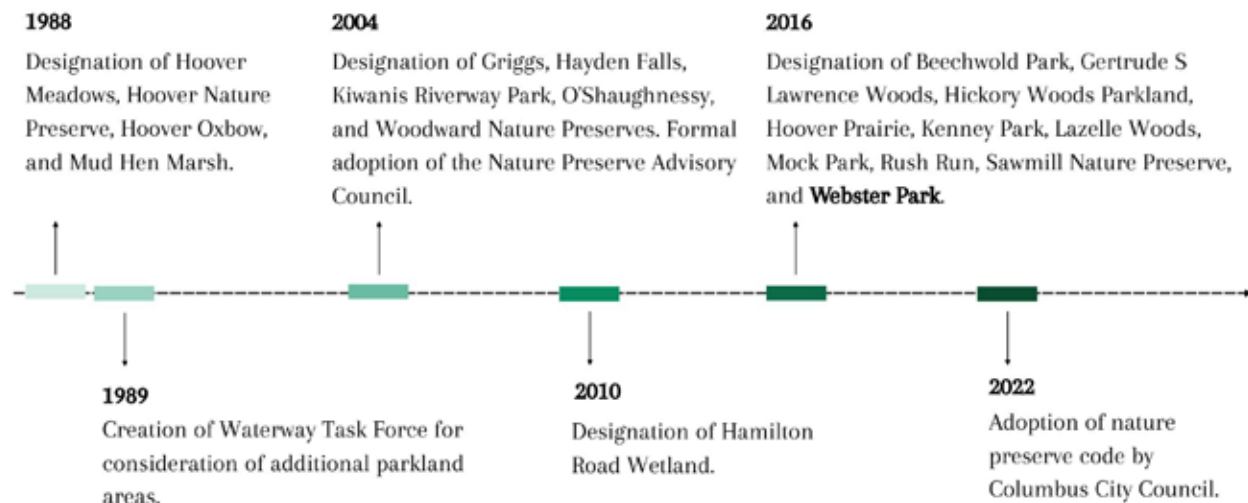 1988
Designation of Hoover
Meadows, Hoover Nature
Preserve, Hoover Oxbow,
and Mud Hen Marsh.
2004
Designation of Griggs, Hayden Falls,
Kiwanis Riverway Park, O'Shaughnessy,
and Woodward Nature Preserves. Formal
adoption of the Nature Preserve Advisory
Council.
2016
Designation of Beechwold Park, Gertrude S
Lawrence Woods, Hickory Woods Parkland,
Hoover Prairie, Kenney Park, Lazelle Woods,
Mock Park, Rush Run, Sawmill Nature Preserve,
and Webster Park.
1989
Creation of Waterway Task Force for
consideration of additional parkland
areas.
2010
Designation of Hamilton
Road Wetland.
2022
Adoption of nature
preserve code by
Columbus City Council.